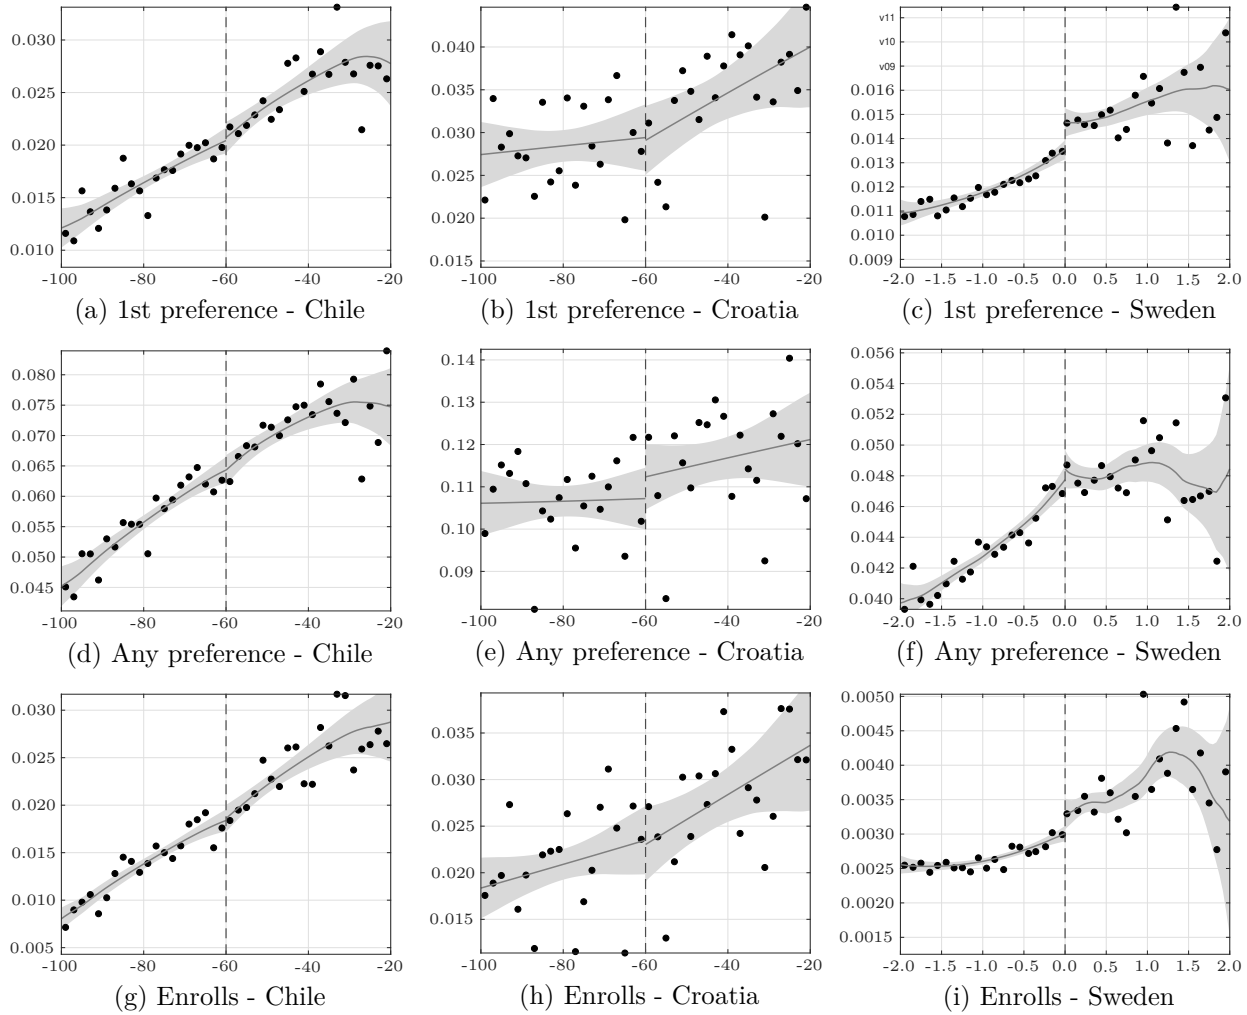 0.030
0.025
0.020
0.015
0.010
-100 -80 -60 -40 -20
(a) 1st preference - Chile
0.040
0.035
0.030
0.025
0.020
0.015
-100 -80 -60 -40 -20
(b) 1st preference - Croatia
v11
v10
v09
0.016
0.015
0.014
0.013
0.012
0.011
0.010
0.009
-2.0 -1.5 -1.0 -0.5 0.0 0.5 1.0 1.5 2.0
(c) 1st preference - Sweden
0.080
0.075
0.070
0.065
0.060
0.055
0.050
0.045
-100 -80 -60 -40 -20
(d) Any preference - Chile
0.14
0.13
0.12
0.11
0.10
0.09
-100 -80 -60 -40 -20
(e) Any preference - Croatia
0.056
0.054
0.052
0.050
0.048
0.046
0.044
0.042
0.040
-2.0 -1.5 -1.0 -0.5 0.0 0.5 1.0 1.5 2.0
(f) Any preference - Sweden
0.030
0.025
0.020
0.015
0.010
0.005
-100 -80 -60 -40 -20
(g) Enrolls - Chile
0.035
0.030
0.025
0.020
0.015
-100 -80 -60 -40 -20
(h) Enrolls - Croatia
0.0050
0.0045
0.0040
0.0035
0.0030
0.0025
0.0020
0.0015
-2.0 -1.5 -1.0 -0.5 0.0 0.5 1.0 1.5 2.0
(i) Enrolls - Sweden